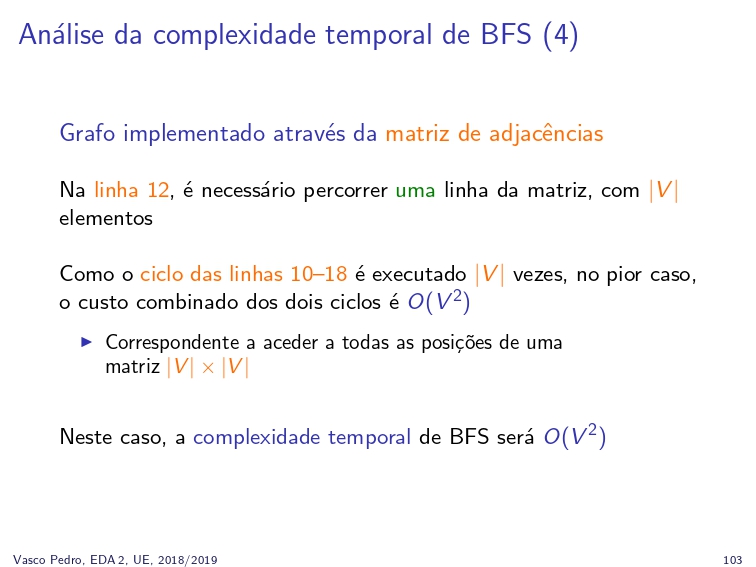 Análise da complexidade temporal de BFS (4)
Grafo implementado através da matriz de adjacências
Na linha 12, é necessário percorrer uma linha da matriz, com |V|
elementos
Como o ciclo das linhas 10–18 é executado |V| vezes, no pior caso,
o custo combinado dos dois ciclos é O(V²)
▶ Correspondente a aceder a todas as posições de uma
matriz |V| × |V|
Neste caso, a complexidade temporal de BFS será O(V²)
Vasco Pedro, EDA 2, UE, 2018/2019 103